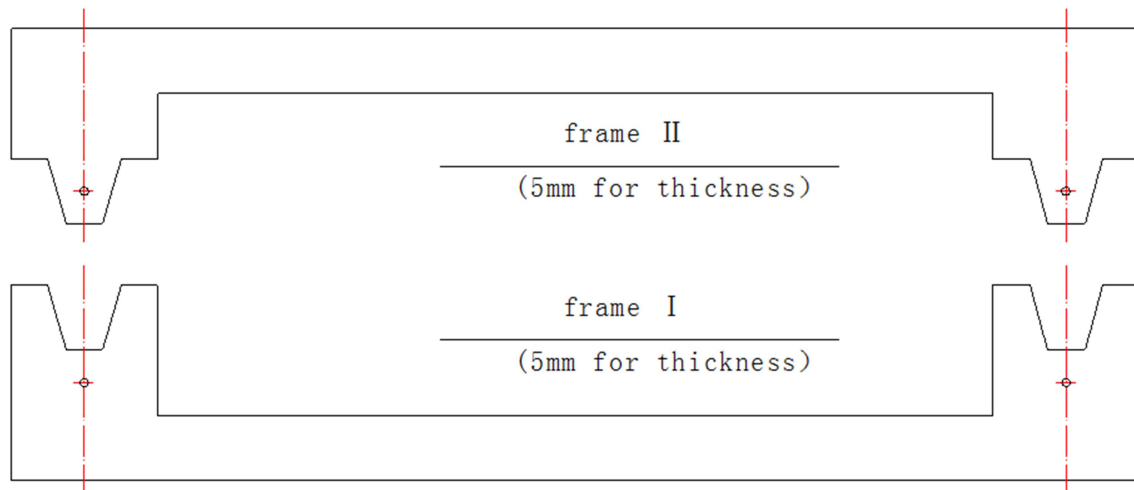 frame Ⅱ
(5mm for thickness)
frame Ⅰ
(5mm for thickness)